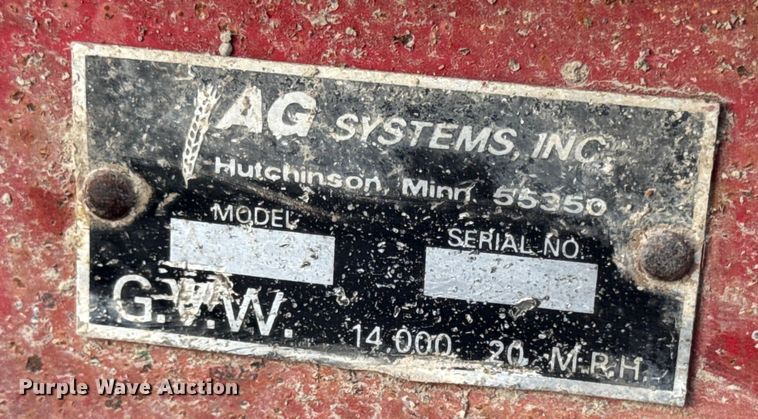 AG SYSTEMS, INC.
Hutchinson, Minn 55350
MODEL
SERIAL NO.
G.V.W. 14 000 20 M.P.H.
Purple Wave Auction